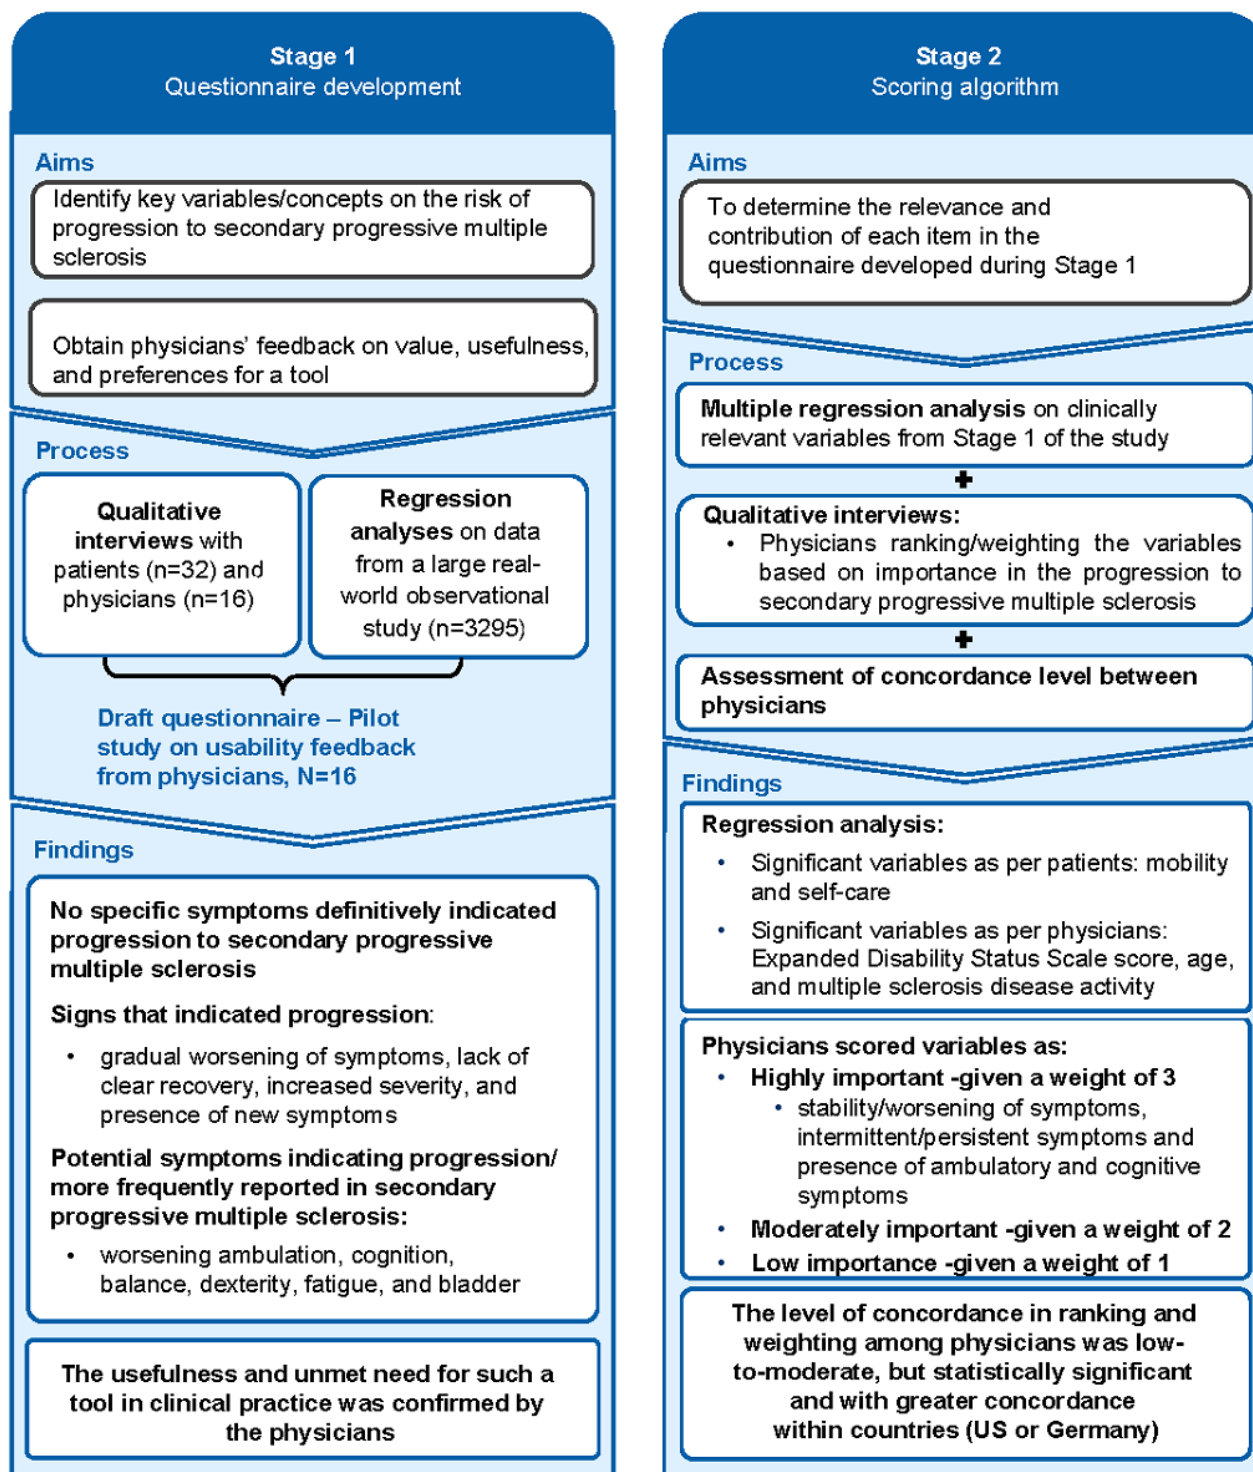 Stage 1
Questionnaire development
Aims
Identify key variables/concepts on the risk of
progression to secondary progressive multiple
sclerosis
Obtain physicians' feedback on value, usefulness,
and preferences for a tool
Process
Qualitative
interviews with
patients (n=32) and
physicians (n=16)
Regression
analyses on data
from a large real-
world observational
study (n=3295)
Draft questionnaire – Pilot
study on usability feedback
from physicians, N=16
Findings
No specific symptoms definitively indicated
progression to secondary progressive
multiple sclerosis
Signs that indicated progression:
• gradual worsening of symptoms, lack of
clear recovery, increased severity, and
presence of new symptoms
Potential symptoms indicating progression/
more frequently reported in secondary
progressive multiple sclerosis:
• worsening ambulation, cognition,
balance, dexterity, fatigue, and bladder
The usefulness and unmet need for such a
tool in clinical practice was confirmed by
the physicians
Stage 2
Scoring algorithm
Aims
To determine the relevance and
contribution of each item in the
questionnaire developed during Stage 1
Process
Multiple regression analysis on clinically
relevant variables from Stage 1 of the study
+
Qualitative interviews:
• Physicians ranking/weighting the variables
based on importance in the progression to
secondary progressive multiple sclerosis
+
Assessment of concordance level between
physicians
Findings
Regression analysis:
• Significant variables as per patients: mobility
and self-care
• Significant variables as per physicians:
Expanded Disability Status Scale score, age,
and multiple sclerosis disease activity
Physicians scored variables as:
• Highly important -given a weight of 3
• stability/worsening of symptoms,
intermittent/persistent symptoms and
presence of ambulatory and cognitive
symptoms
• Moderately important -given a weight of 2
• Low importance -given a weight of 1
The level of concordance in ranking and
weighting among physicians was low-
to-moderate, but statistically significant
and with greater concordance
within countries (US or Germany)